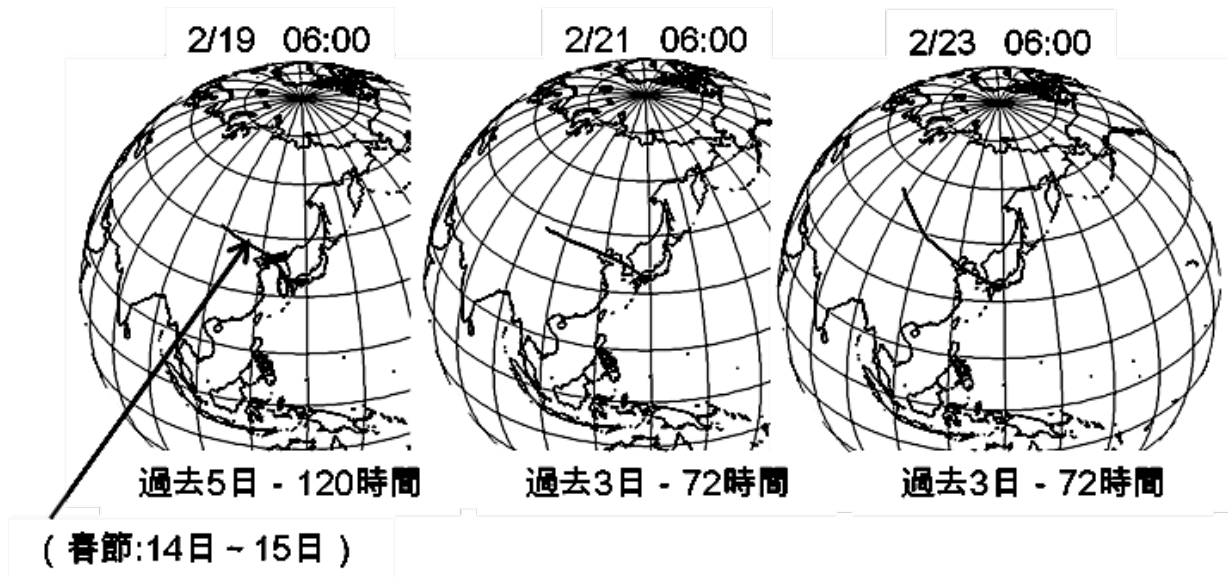 2/19 06:00
2/21 06:00
2/23 06:00
過去5日 - 120時間
過去3日 - 72時間
過去3日 - 72時間
( 春節:14日~15日 )